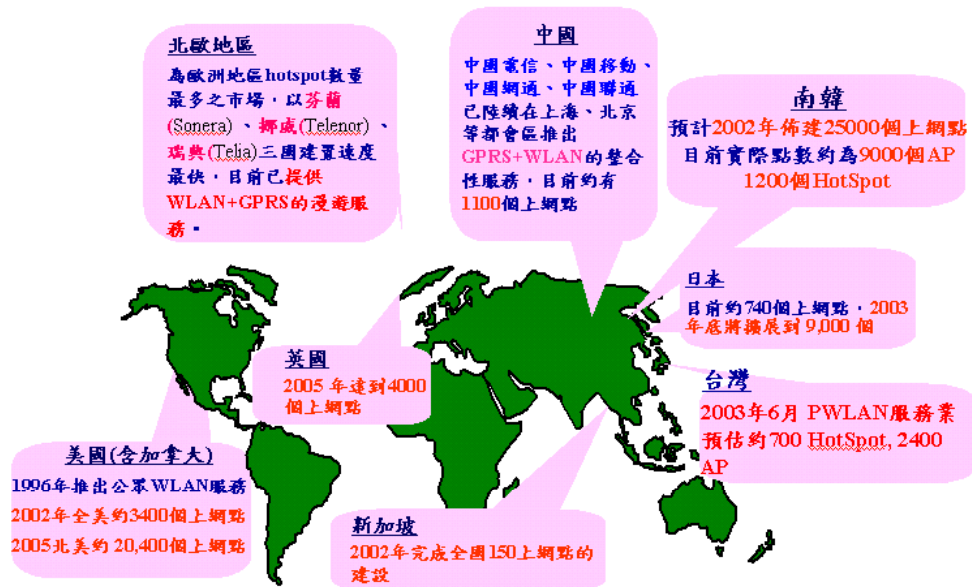 北歐地區
為歐洲地區hotspot數量
最多之市場，以芬蘭
(Sonera)、挪威(Telenor)、
瑞典(Telia)三國建置速度
最快，目前已提供
WLAN+GPRS的漫遊服
務。
中國
中國電信、中國移動、
中國網通、中國聯通
已陸續在上海、北京
等都會區推出
GPRS+WLAN的整合
性服務，目前約有
1100個上網點
南韓
預計2002年佈建25000個上網點
目前實際點數約為9000個AP
1200個HotSpot
日本
目前約740個上網點，2003
年底將擴展到 9,000 個
英國
2005 年達到4000
個上網點
台灣
2003年6月 PWLAN服務業
預估約700 HotSpot, 2400
AP
美國(含加拿大)
1996年推出公眾WLAN服務
2002年全美約3400個上網點
2005北美約 20,400個上網點
新加坡
2002年完成全國150上網點的
建設